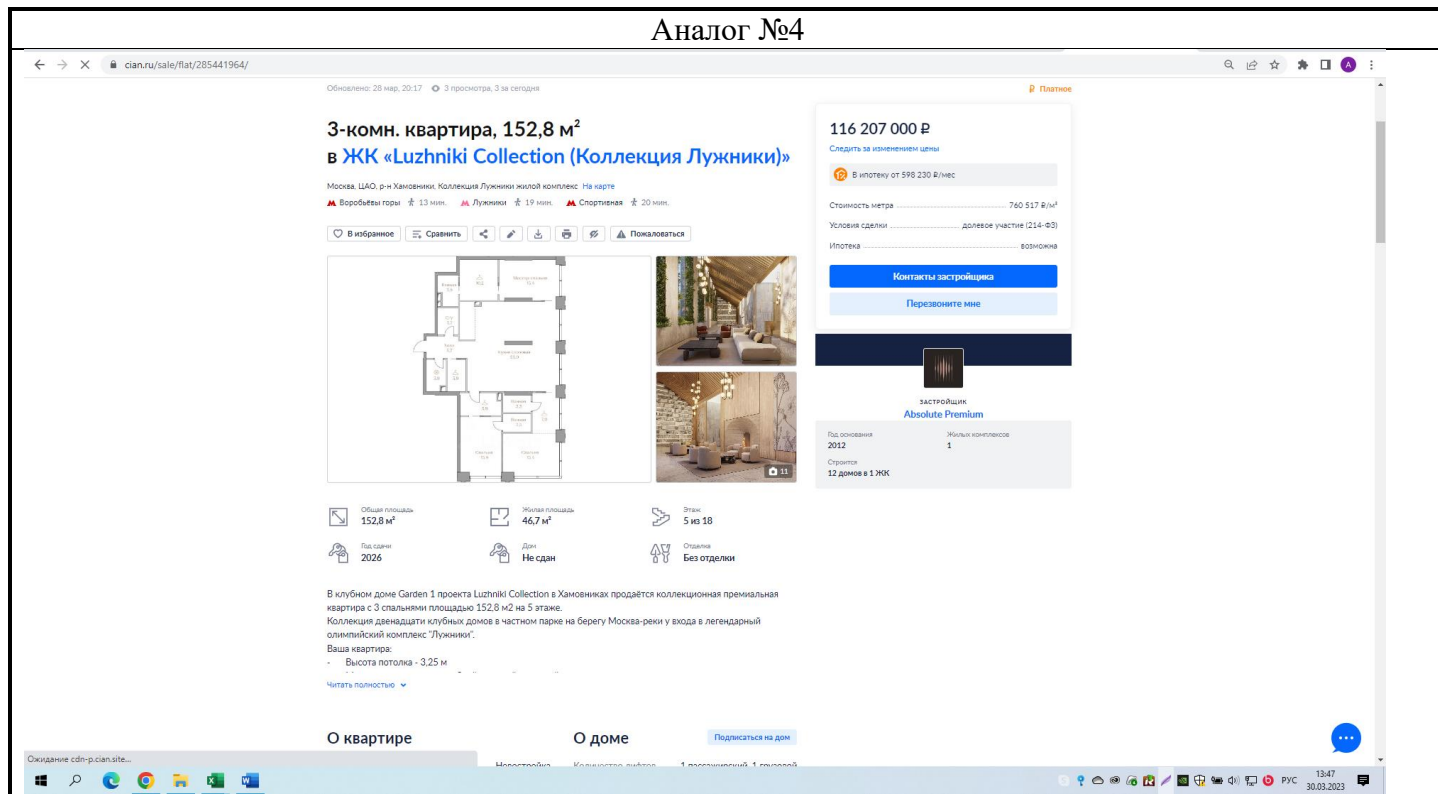 Аналог №4
cian.ru/sale/flat/285441964/
Обновлено: 28 мар, 20:17 3 просмотра, 3 за сегодня
Платное
3-комн. квартира, 152,8 м²
в ЖК «Luzhniki Collection (Коллекция Лужники)»
Москва, ЦАО, р-н Хамовники, Коллекция Лужники жилой комплекс На карте
Воробьёвы горы 13 мин. Лужники 19 мин. Спортивная 20 мин.
В избранное Сравнить Пожаловаться
116 207 000 ₽
Следить за изменением цены
В ипотеку от 598 230 ₽/мес
Стоимость метра 760 517 ₽/м²
Условия сделки долевое участие (214-ФЗ)
Ипотека возможна
Контакты застройщика
Перезвоните мне
ЗАСТРОЙЩИК
Absolute Premium
Год основания Жилых комплексов
2012 1
Строится
12 домов в 1 ЖК
11
Общая площадь Жилая площадь Этаж
152,8 м² 46,7 м² 5 из 18
Год сдачи Дом Отделка
2026 Не сдан Без отделки
В клубном доме Garden 1 проекта Luzhniki Collection в Хамовниках продаётся коллекционная премиальная
квартира с 3 спальнями площадью 152,8 м2 на 5 этаже.
Коллекция двенадцати клубных домов в частном парке на берегу Москва-реки у входа в легендарный
олимпийский комплекс "Лужники".
Ваша квартира:
- Высота потолка - 3,25 м
Читать полностью
О квартире О доме Подписаться на дом
Новостройка Количество лифтов 1 пассажирский, 1 грузовой
Ожидание cdn-p.cian.site...
РУС 13:47
30.03.2023